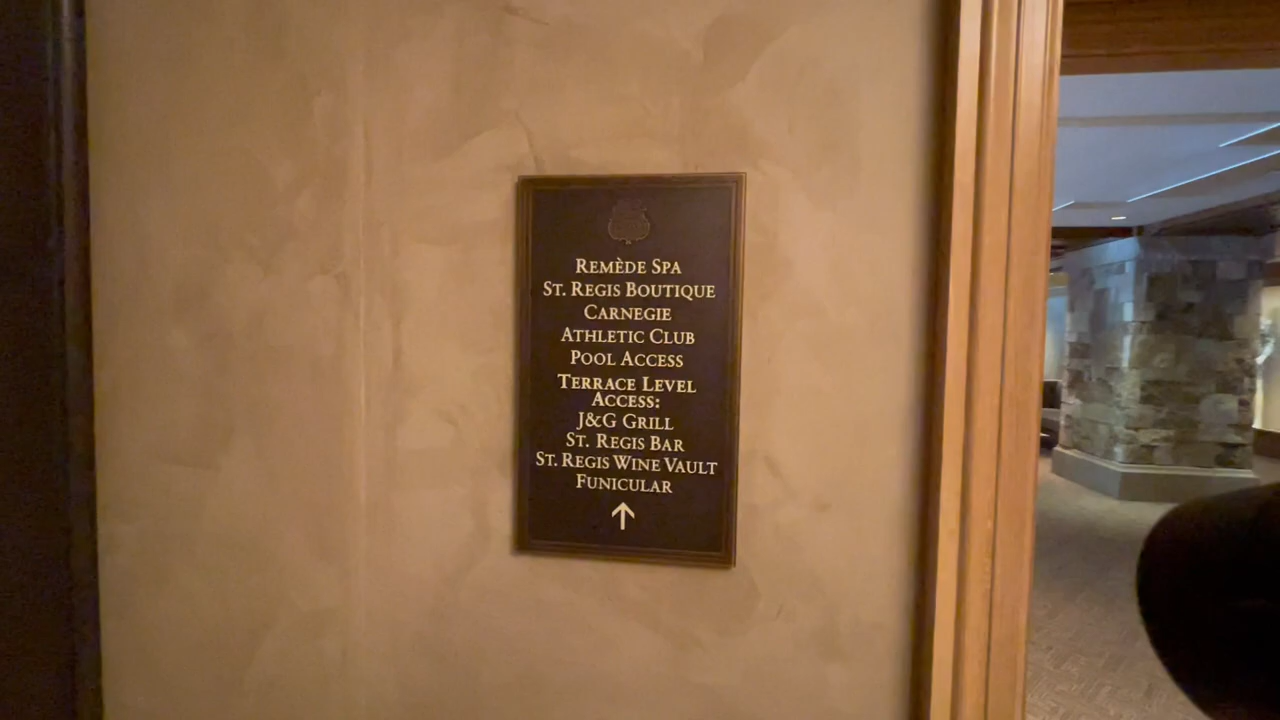 REMÈDE SPA
ST. REGIS BOUTIQUE
CARNEGIE
ATHLETIC CLUB
POOL ACCESS
TERRACE LEVEL
ACCESS:
J&G GRILL
ST. REGIS BAR
ST. REGIS WINE VAULT
FUNICULAR